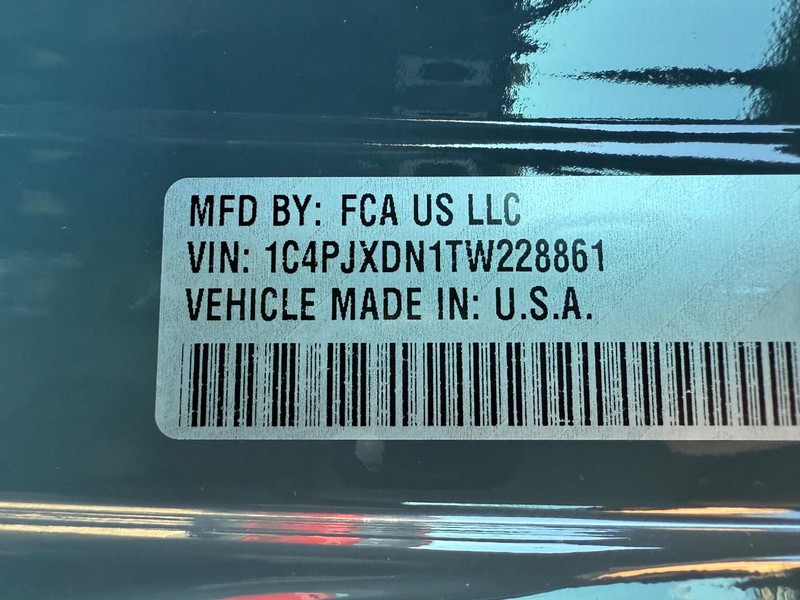 MFD BY: FCA US LLC
VIN: 1C4PJXDN1TW228861
VEHICLE MADE IN: U.S.A.